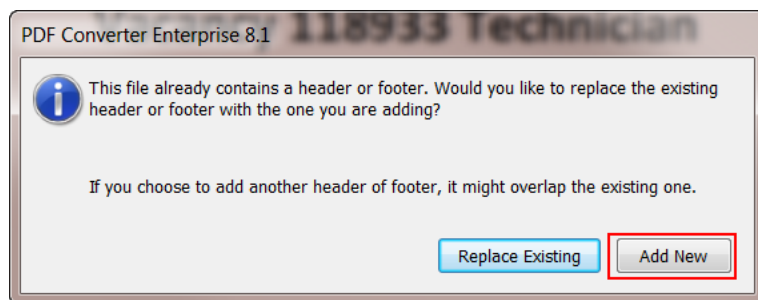 Vacancy 118933 Technician
PDF Converter Enterprise 8.1
This file already contains a header or footer. Would you like to replace the existing
header or footer with the one you are adding?
If you choose to add another header of footer, it might overlap the existing one.
Replace Existing
Add New